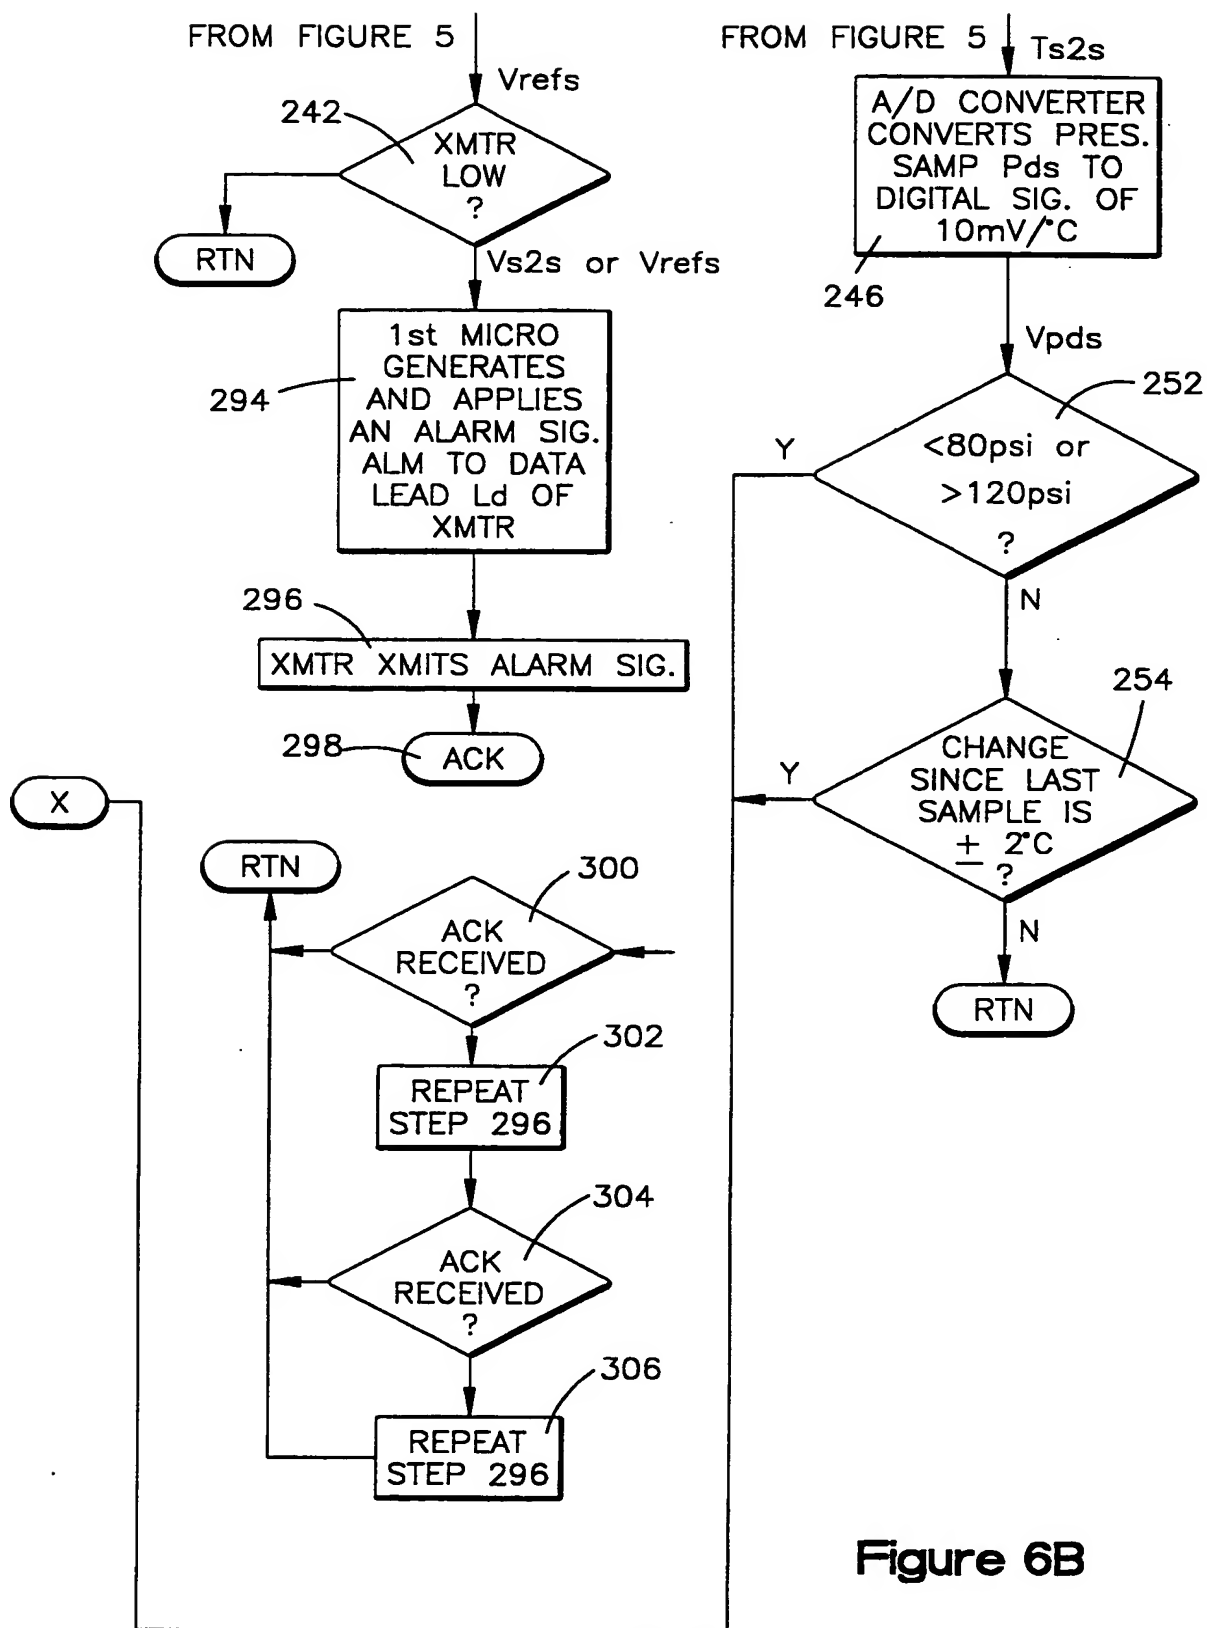 FROM FIGURE 5
Vrefs
242
XMTR
LOW
?
RTN
Vs2s or Vrefs
294
1st MICRO
GENERATES
AND APPLIES
AN ALARM SIG.
ALM TO DATA
LEAD Ld OF
XMTR
296
XMTR XMITS ALARM SIG.
298
ACK
X
RTN
300
ACK
RECEIVED
?
302
REPEAT
STEP 296
304
ACK
RECEIVED
?
306
REPEAT
STEP 296
FROM FIGURE 5
Ts2s
A/D CONVERTER
CONVERTS PRES.
SAMP Pds TO
DIGITAL SIG. OF
10mV/°C
246
Vpds
252
<80psi or
>120psi
?
Y
N
254
CHANGE
SINCE LAST
SAMPLE IS
± 2°C
?
Y
N
RTN
Figure 6B